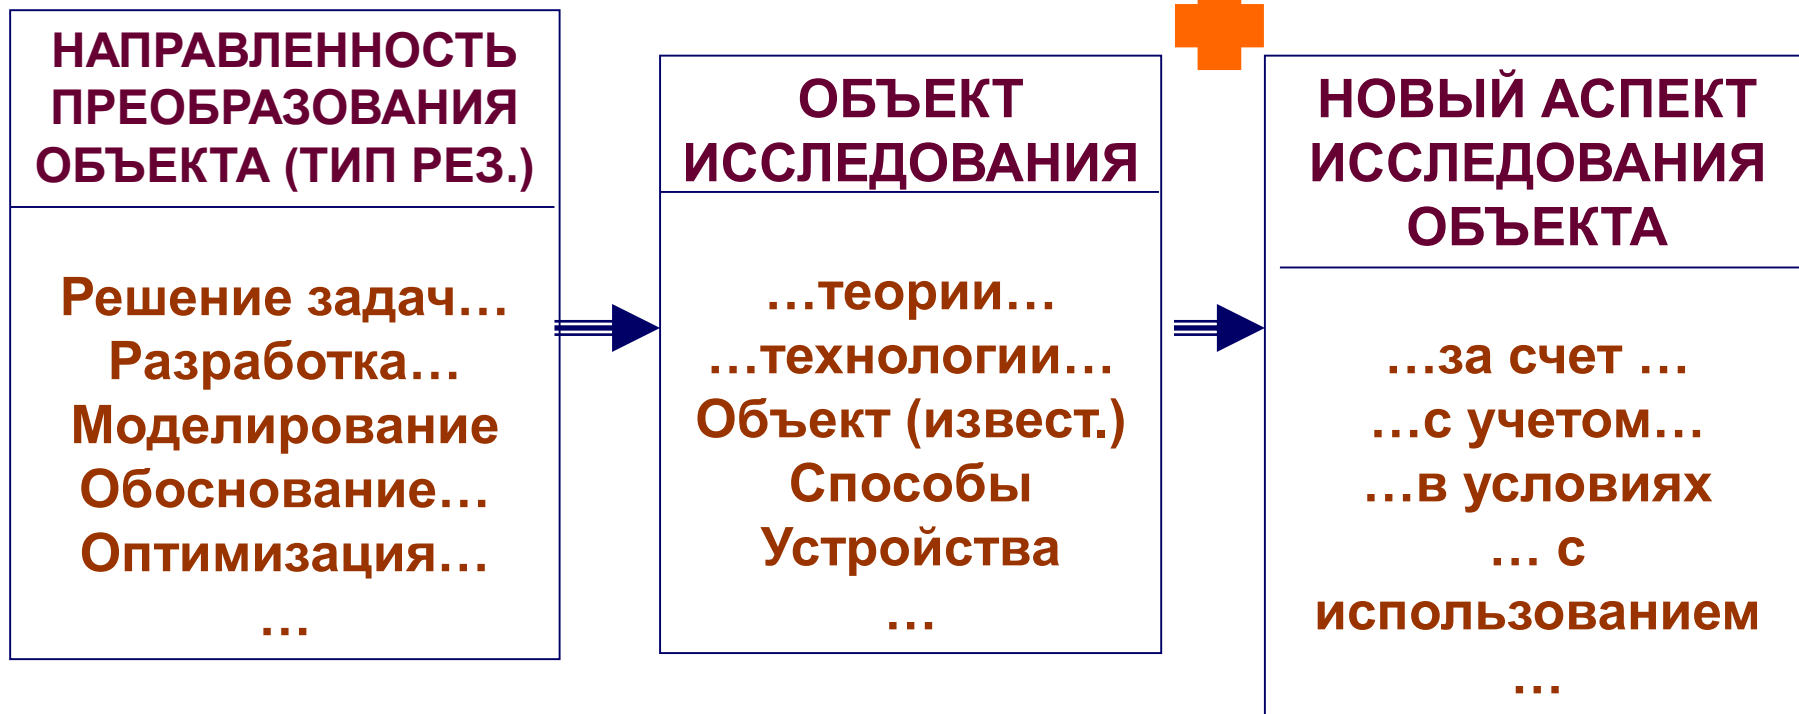 НАПРАВЛЕННОСТЬ
ПРЕОБРАЗОВАНИЯ
ОБЪЕКТА (ТИП РЕЗ.)
Решение задач…
Разработка…
Моделирование
Обоснование…
Оптимизация…
…
ОБЪЕКТ
ИССЛЕДОВАНИЯ
…теории…
…технологии…
Объект (извест.)
Способы
Устройства
…
НОВЫЙ АСПЕКТ
ИССЛЕДОВАНИЯ
ОБЪЕКТА
…за счет …
…с учетом…
…в условиях
… с
использованием
…